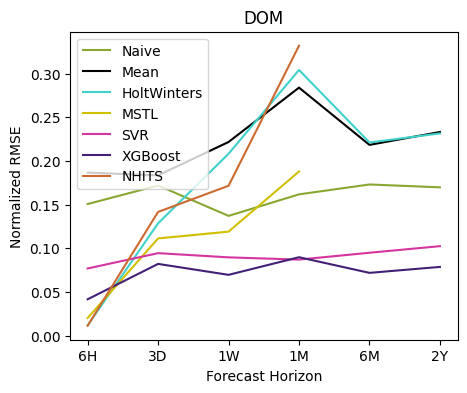 DOM
Normalized RMSE
0.30
0.25
0.20
0.15
0.10
0.05
0.00
Naive
Mean
HoltWinters
MSTL
SVR
XGBoost
NHITS
6H 3D 1W 1M 6M 2Y
Forecast Horizon